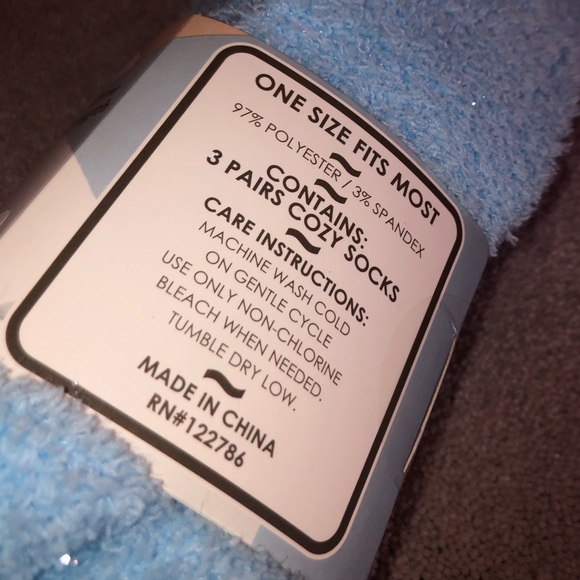 ONE SIZE FITS MOST
97% POLYESTER / 3% SPANDEX
CONTAINS:
3 PAIRS COZY SOCKS
CARE INSTRUCTIONS:
MACHINE WASH COLD
ON GENTLE CYCLE
USE ONLY NON-CHLORINE
BLEACH WHEN NEEDED.
TUMBLE DRY LOW.
MADE IN CHINA
RN#122786